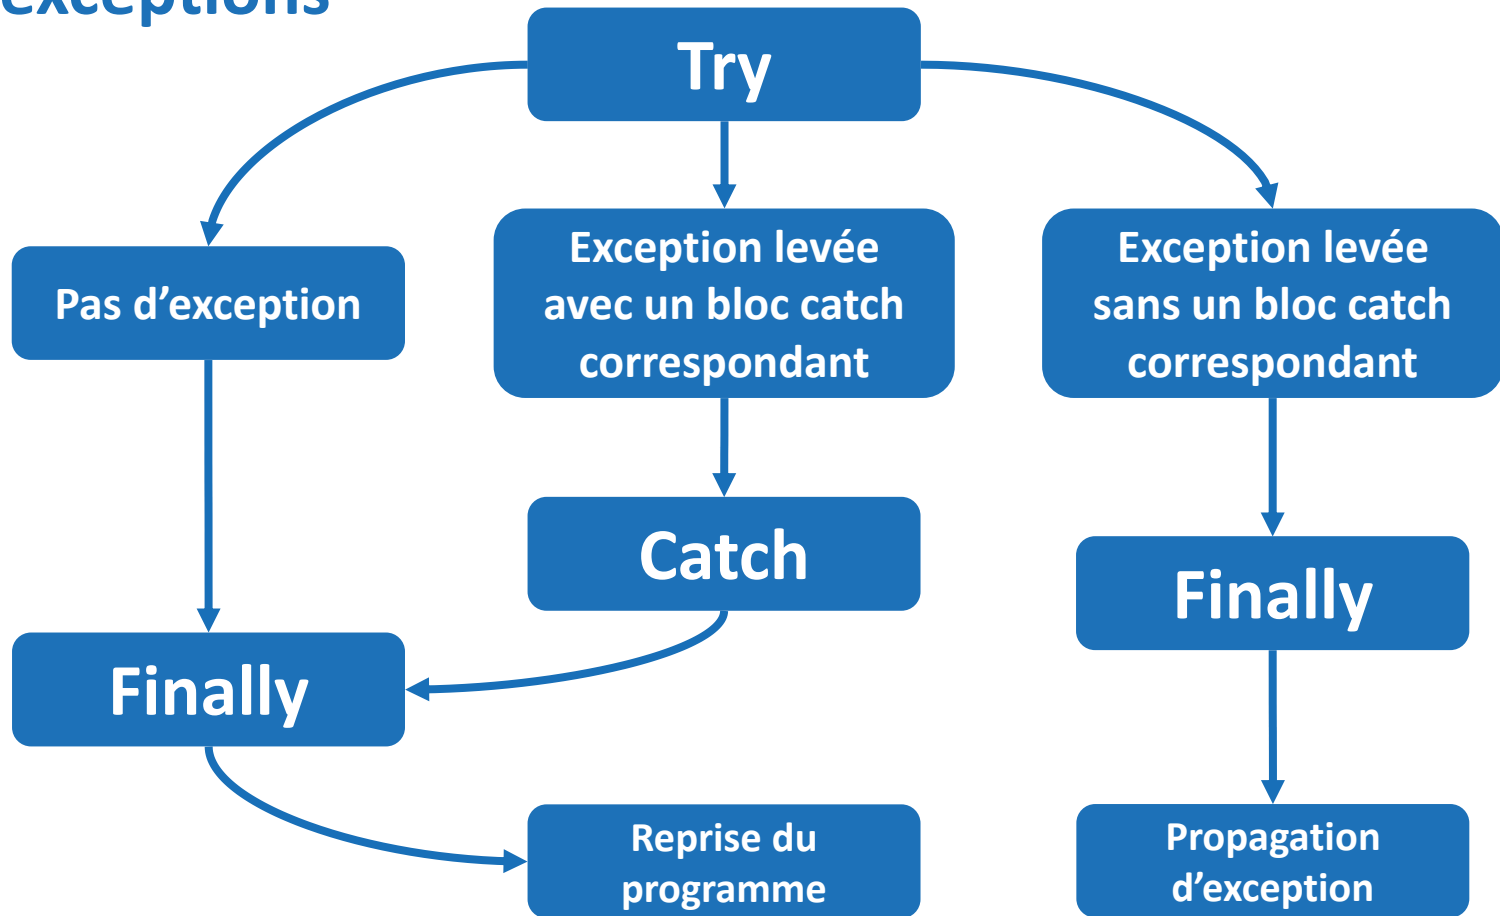 exceptions
Try
Pas d’exception
Exception levée
avec un bloc catch
correspondant
Exception levée
sans un bloc catch
correspondant
Catch
Finally
Finally
Reprise du
programme
Propagation
d’exception